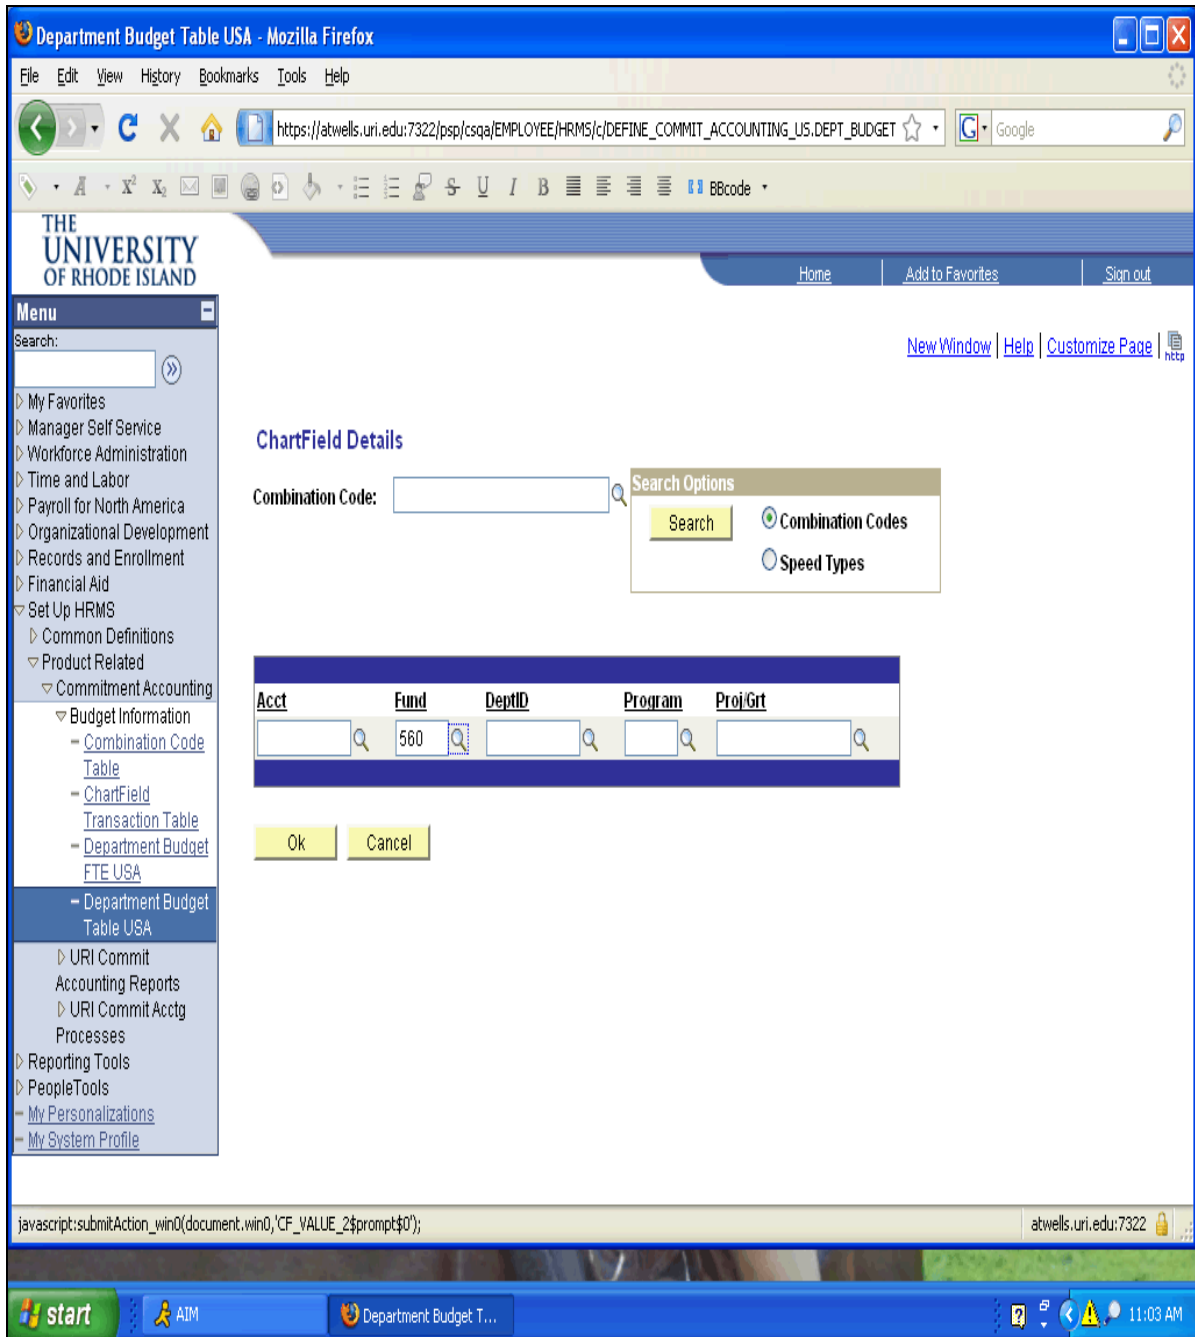 Department Budget Table USA - Mozilla Firefox
File Edit View History Bookmarks Tools Help
https://atwells.uri.edu:7322/psp/csqa/EMPLOYEE/HRMS/c/DEFINE_COMMIT_ACCOUNTING_US.DEPT_BUDGET
G Google
A X² X₂ S U I B BBcode
THE
UNIVERSITY
OF RHODE ISLAND
Home Add to Favorites Sign out
Menu
Search:
New Window | Help | Customize Page | http
My Favorites
Manager Self Service
Workforce Administration
Time and Labor
Payroll for North America
Organizational Development
Records and Enrollment
Financial Aid
Set Up HRMS
Common Definitions
Product Related
Commitment Accounting
Budget Information
Combination Code
Table
ChartField
Transaction Table
Department Budget
FTE USA
Department Budget
Table USA
URI Commit
Accounting Reports
URI Commit Acctg
Processes
Reporting Tools
PeopleTools
My Personalizations
My System Profile
ChartField Details
Combination Code:
Search Options
Search
Combination Codes
Speed Types
Acct Fund DeptID Program Proj/Grt
560
Ok Cancel
javascript:submitAction_win0(document.win0,'CF_VALUE_2$prompt$0');
atwells.uri.edu:7322
start AIM Department Budget T... 11:03 AM